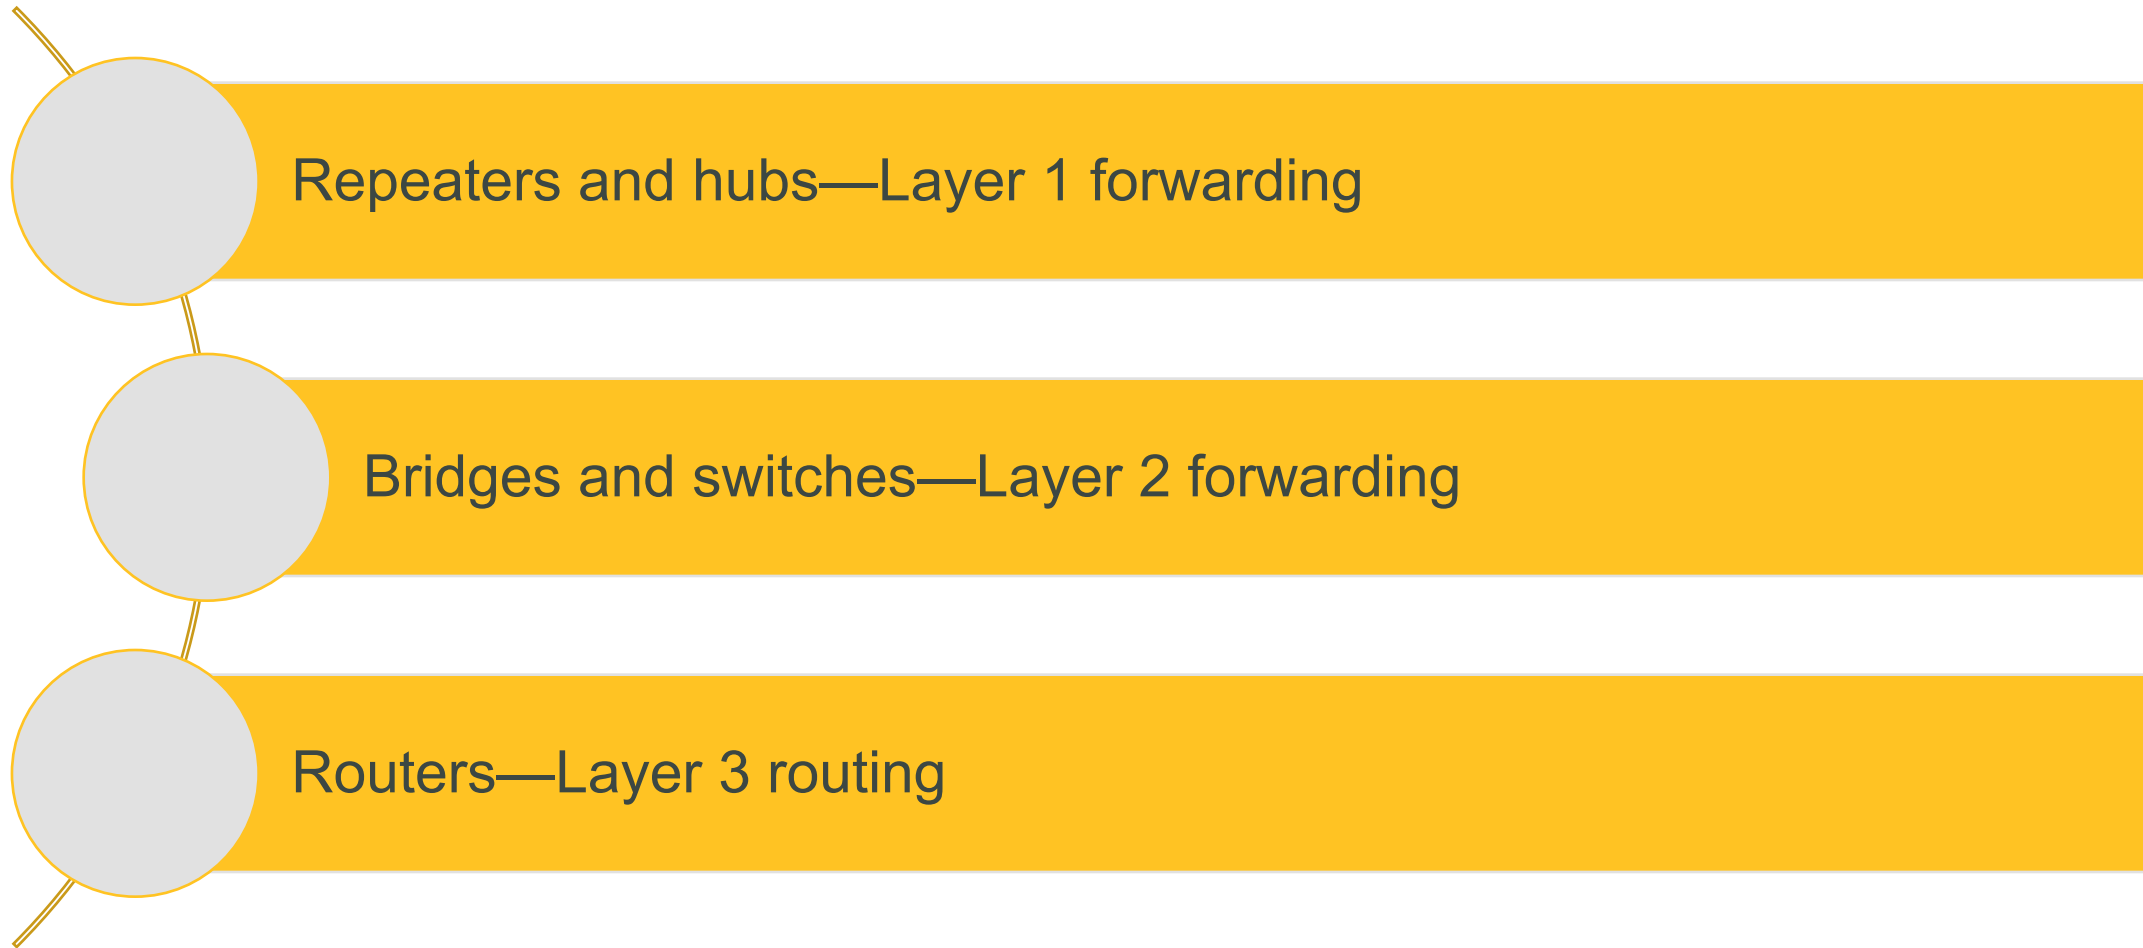 Repeaters and hubs—Layer 1 forwarding
Bridges and switches—Layer 2 forwarding
Routers—Layer 3 routing